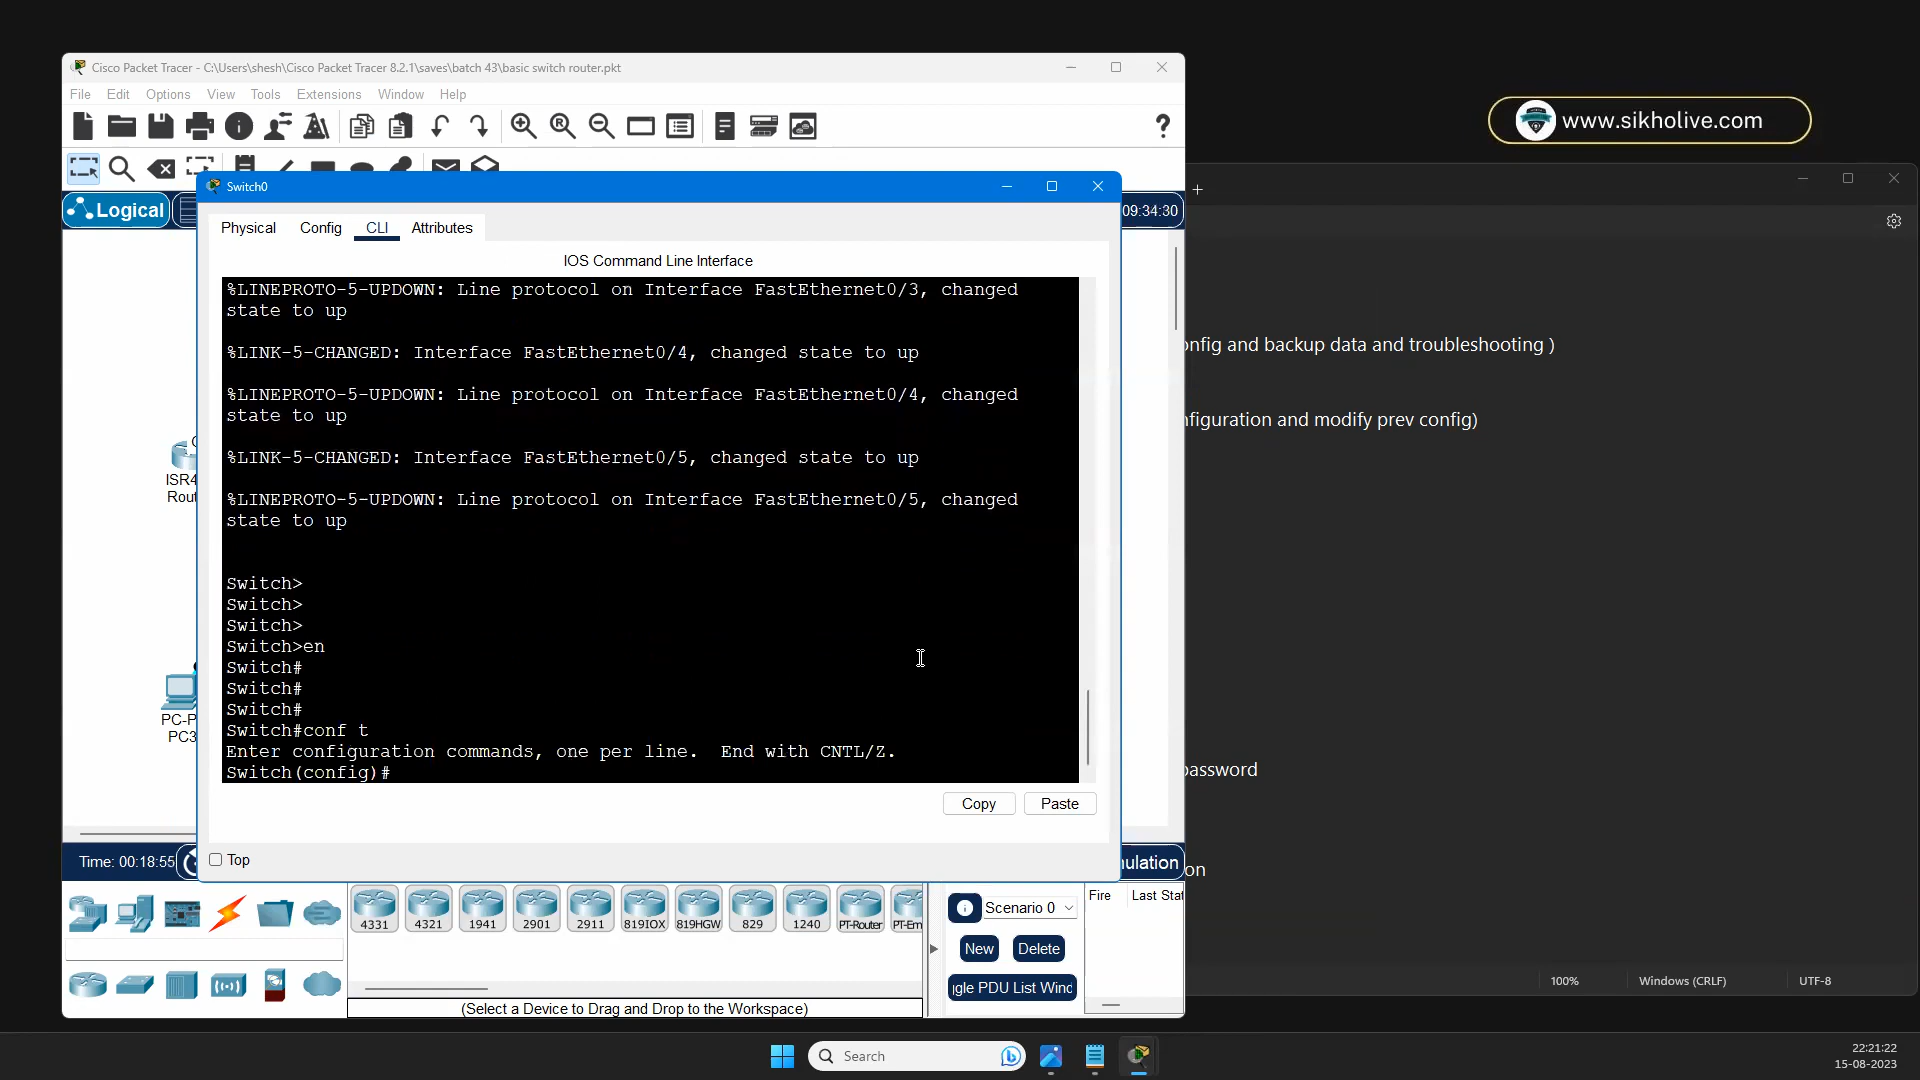 Cisco Packet Tracer - C:\Users\shesh\Cisco Packet Tracer 8.2.1\saves\batch 43\basic switch router.pkt
File Edit Options View Tools Extensions Window Help
www.sikholive.com
Switch0
Logical
09:34:30
Physical Config CLI Attributes
IOS Command Line Interface
%LINEPROTO-5-UPDOWN: Line protocol on Interface FastEthernet0/3, changed
state to up
%LINK-5-CHANGED: Interface FastEthernet0/4, changed state to up
%LINEPROTO-5-UPDOWN: Line protocol on Interface FastEthernet0/4, changed
state to up
%LINK-5-CHANGED: Interface FastEthernet0/5, changed state to up
%LINEPROTO-5-UPDOWN: Line protocol on Interface FastEthernet0/5, changed
state to up
Switch>
Switch>
Switch>
Switch>en
Switch#
Switch#
Switch#
Switch#conf t
Enter configuration commands, one per line.  End with CNTL/Z.
Switch(config)#
Copy Paste
Top
ISR4
Rout
PC-P
PC3
onfig and backup data and troubleshooting )
nfiguration and modify prev config)
password
on
Time: 00:18:55
ulation
4331 4321 1941 2901 2911 819IOX 819HGW 829 1240 PT-Router PT-Em
Scenario 0
New Delete
gle PDU List Wind
Fire Last Stat
(Select a Device to Drag and Drop to the Workspace)
100% Windows (CRLF) UTF-8
Search
22:21:22
15-08-2023